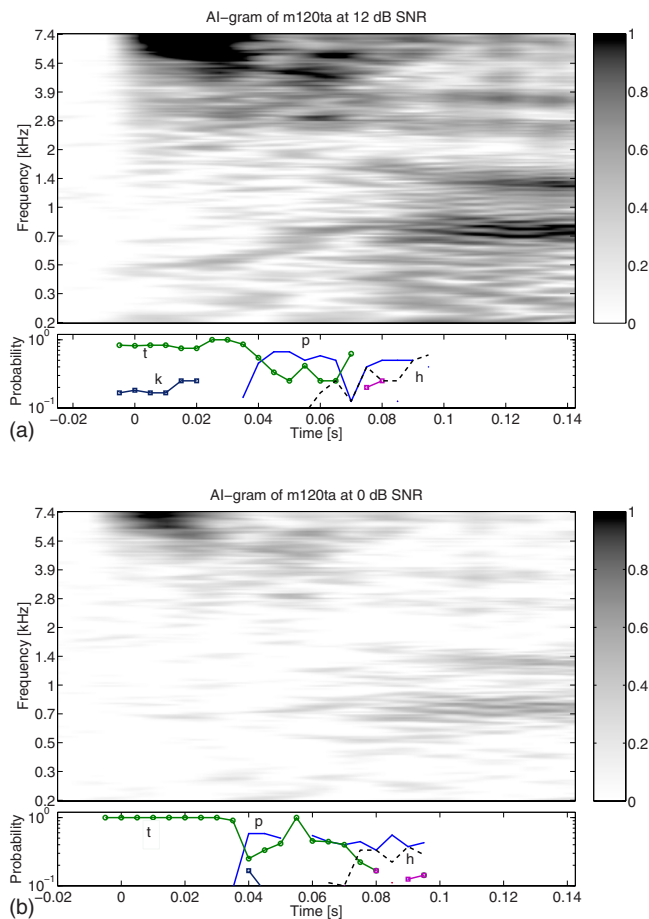 AI−gram of m120ta at 12 dB SNR
7.4
5.4
3.9
2.8
2
1.4
1
0.7
0.5
0.3
0.2
Frequency [kHz]
1
0.8
0.6
0.4
0.2
0
10^0
10^−1
Probability
t
k
p
h
−0.02 0 0.02 0.04 0.06 0.08 0.1 0.12 0.14
Time [s]
(a)
AI−gram of m120ta at 0 dB SNR
7.4
5.4
3.9
2.8
2
1.4
1
0.7
0.5
0.3
0.2
Frequency [kHz]
1
0.8
0.6
0.4
0.2
0
10^0
10^−1
Probability
t
p
h
−0.02 0 0.02 0.04 0.06 0.08 0.1 0.12 0.14
Time [s]
(b)